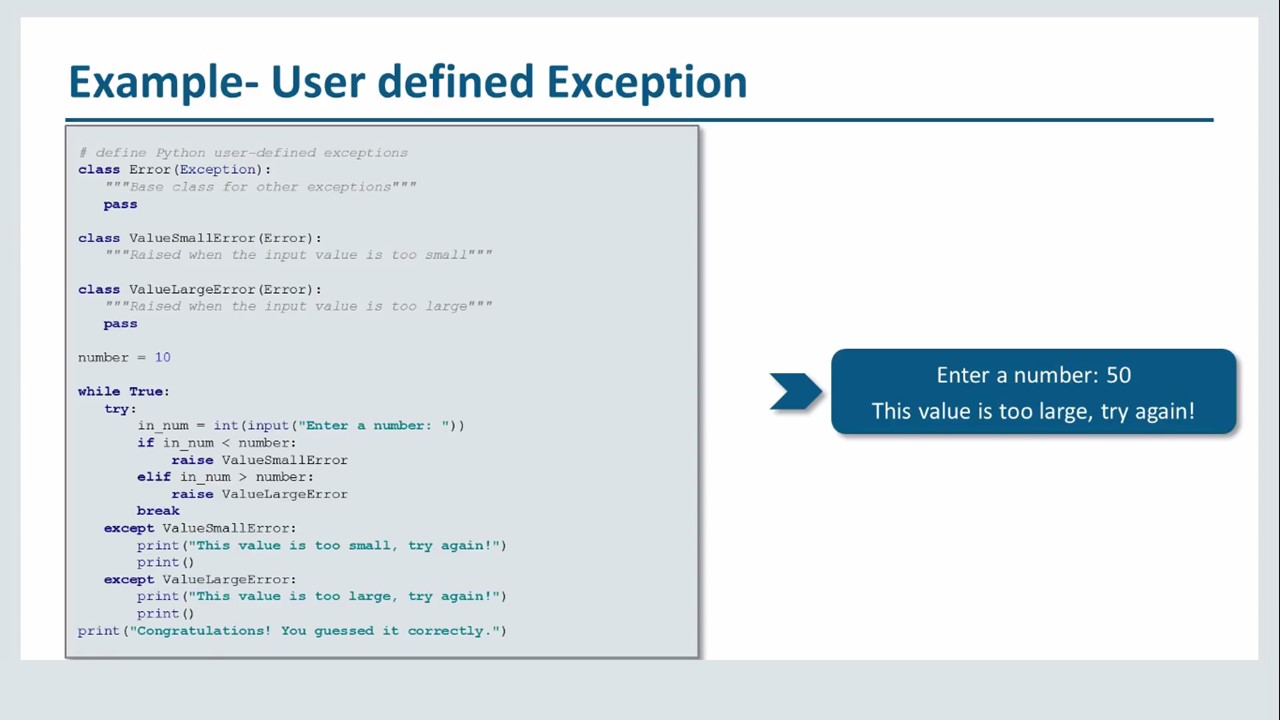 Example- User defined Exception
# define Python user-defined exceptions
class Error(Exception):
   """Base class for other exceptions"""
   pass
class ValueSmallError(Error):
   """Raised when the input value is too small"""
class ValueLargeError(Error):
   """Raised when the input value is too large"""
   pass
number = 10
while True:
   try:
       in_num = int(input("Enter a number: "))
       if in_num < number:
           raise ValueSmallError
       elif in_num > number:
           raise ValueLargeError
       break
   except ValueSmallError:
       print("This value is too small, try again!")
       print()
   except ValueLargeError:
       print("This value is too large, try again!")
       print()
print("Congratulations! You guessed it correctly.")
Enter a number: 50
This value is too large, try again!